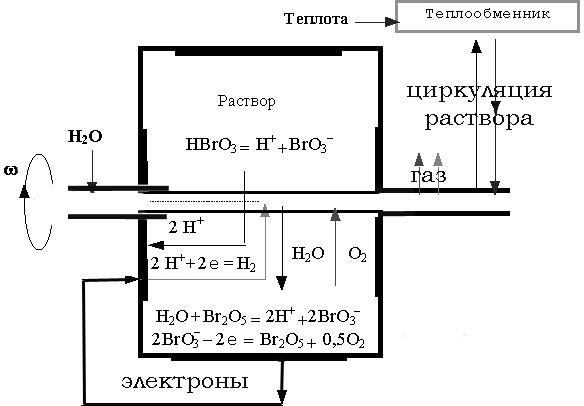 Теплота
Теплообменник
циркуляция
раствора
Раствор
H₂O
HBrO₃ = H⁺ + BrO₃⁻
газ
ω
2 H⁺
2 H⁺ + 2 e = H₂
H₂O
O₂
H₂O + Br₂O₅ = 2H⁺ + 2BrO₃⁻
2BrO₃⁻ – 2 e = Br₂O₅ + 0,5O₂
электроны